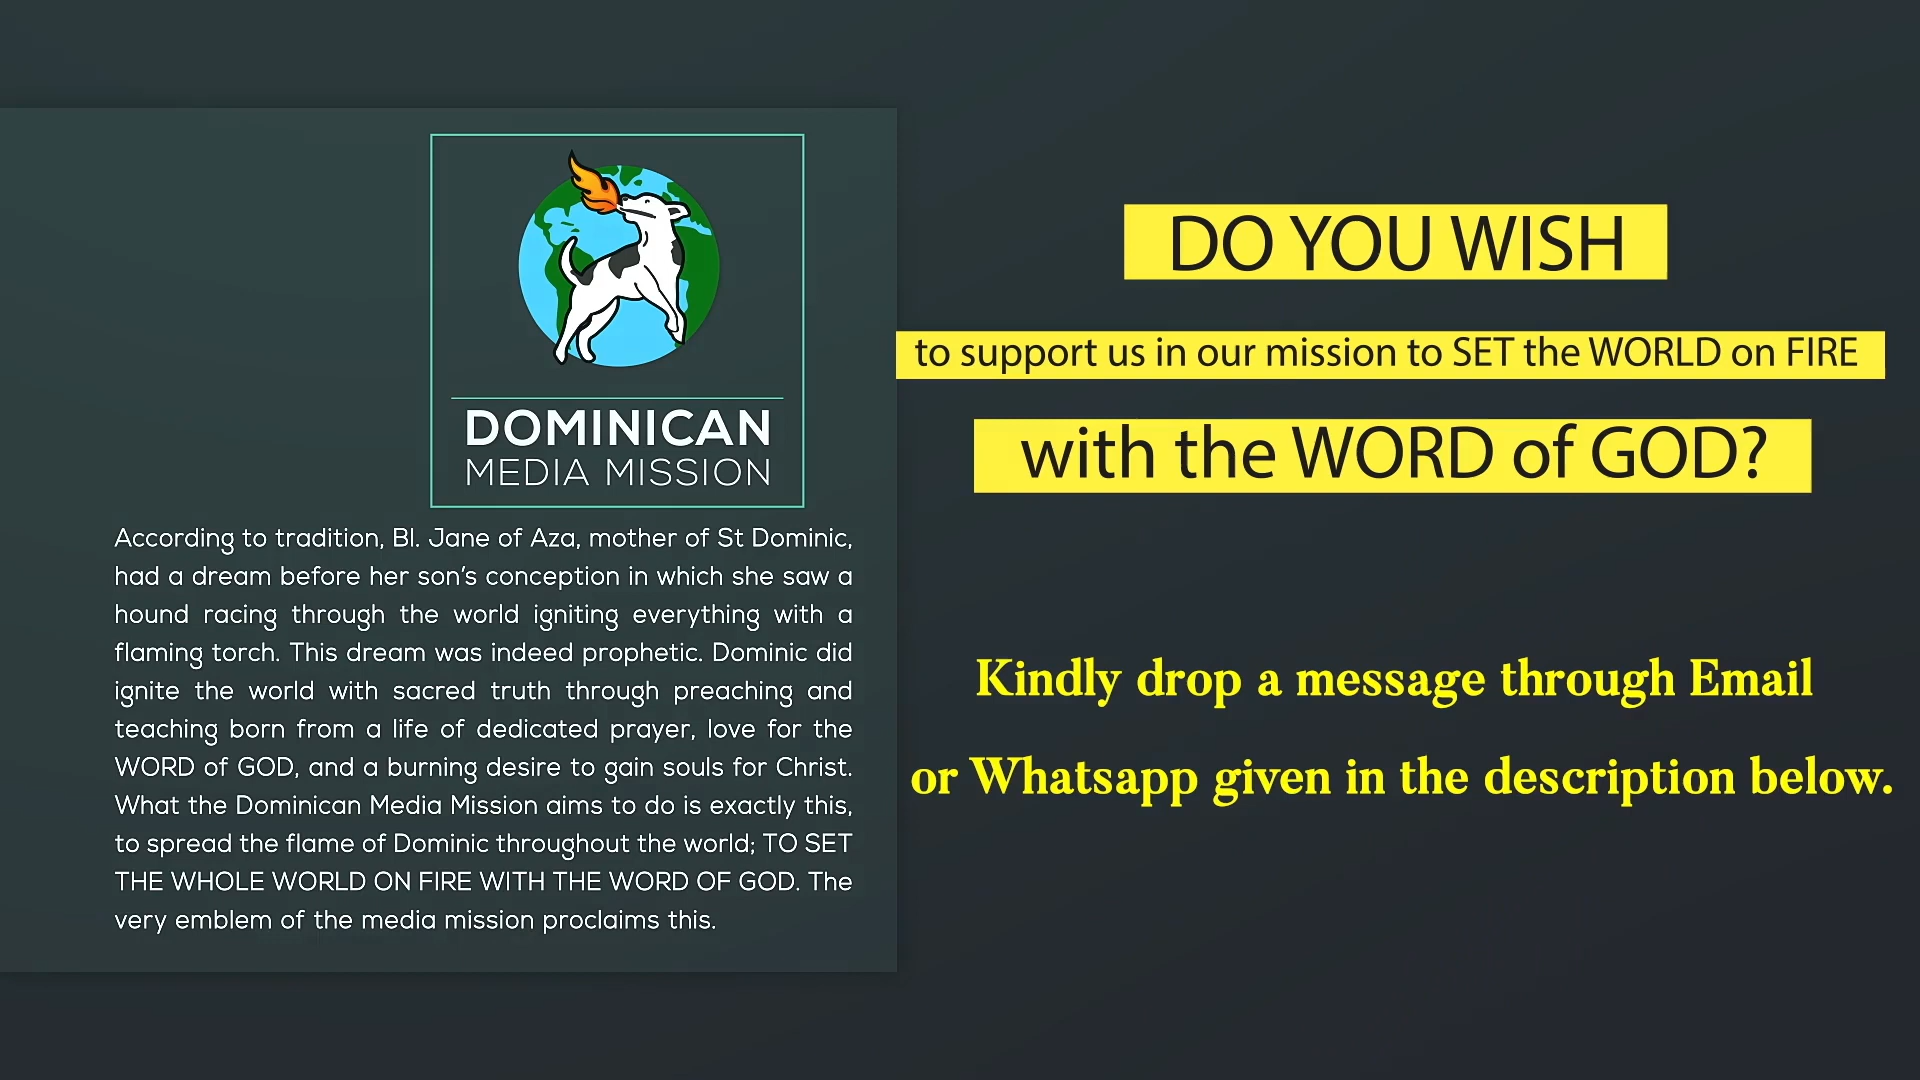 DOMINICAN
MEDIA MISSION
According to tradition, Bl. Jane of Aza, mother of St Dominic,
had a dream before her son's conception in which she saw a
hound racing through the world igniting everything with a
flaming torch. This dream was indeed prophetic. Dominic did
ignite the world with sacred truth through preaching and
teaching born from a life of dedicated prayer, love for the
WORD of GOD, and a burning desire to gain souls for Christ.
What the Dominican Media Mission aims to do is exactly this,
to spread the flame of Dominic throughout the world; TO SET
THE WHOLE WORLD ON FIRE WITH THE WORD OF GOD. The
very emblem of the media mission proclaims this.
DO YOU WISH
to support us in our mission to SET the WORLD on FIRE
with the WORD of GOD?
Kindly drop a message through Email
or Whatsapp given in the description below.